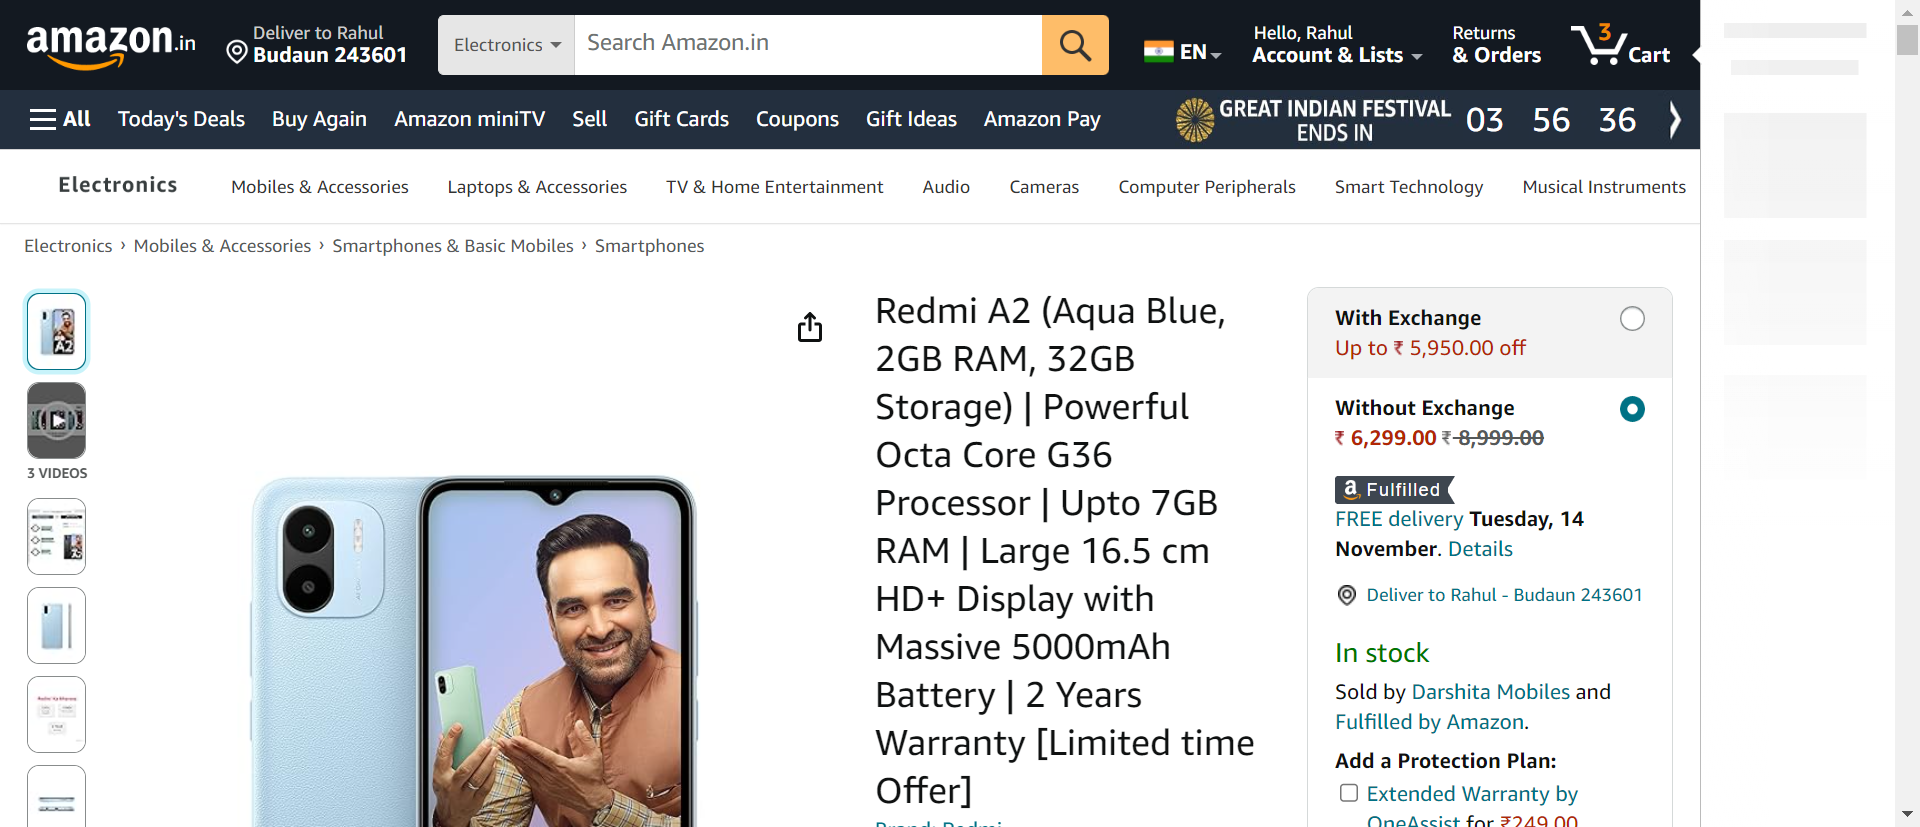 amazon.in
Deliver to Rahul
Budaun 243601
Electronics
Search Amazon.in
EN
Hello, Rahul
Account & Lists
Returns
& Orders
3
Cart
All
Today's Deals
Buy Again
Amazon miniTV
Sell
Gift Cards
Coupons
Gift Ideas
Amazon Pay
GREAT INDIAN FESTIVAL
ENDS IN
03 56 36
Electronics
Mobiles & Accessories
Laptops & Accessories
TV & Home Entertainment
Audio
Cameras
Computer Peripherals
Smart Technology
Musical Instruments
Electronics › Mobiles & Accessories › Smartphones & Basic Mobiles › Smartphones
A2
3 VIDEOS
Redmi A2 (Aqua Blue,
2GB RAM, 32GB
Storage) | Powerful
Octa Core G36
Processor | Upto 7GB
RAM | Large 16.5 cm
HD+ Display with
Massive 5000mAh
Battery | 2 Years
Warranty [Limited time
Offer]
Brand: Redmi
With Exchange
Up to ₹ 5,950.00 off
Without Exchange
₹ 6,299.00 ₹ 8,999.00
a Fulfilled
FREE delivery Tuesday, 14
November. Details
Deliver to Rahul - Budaun 243601
In stock
Sold by Darshita Mobiles and
Fulfilled by Amazon.
Add a Protection Plan:
Extended Warranty by
OneAssist for ₹249.00